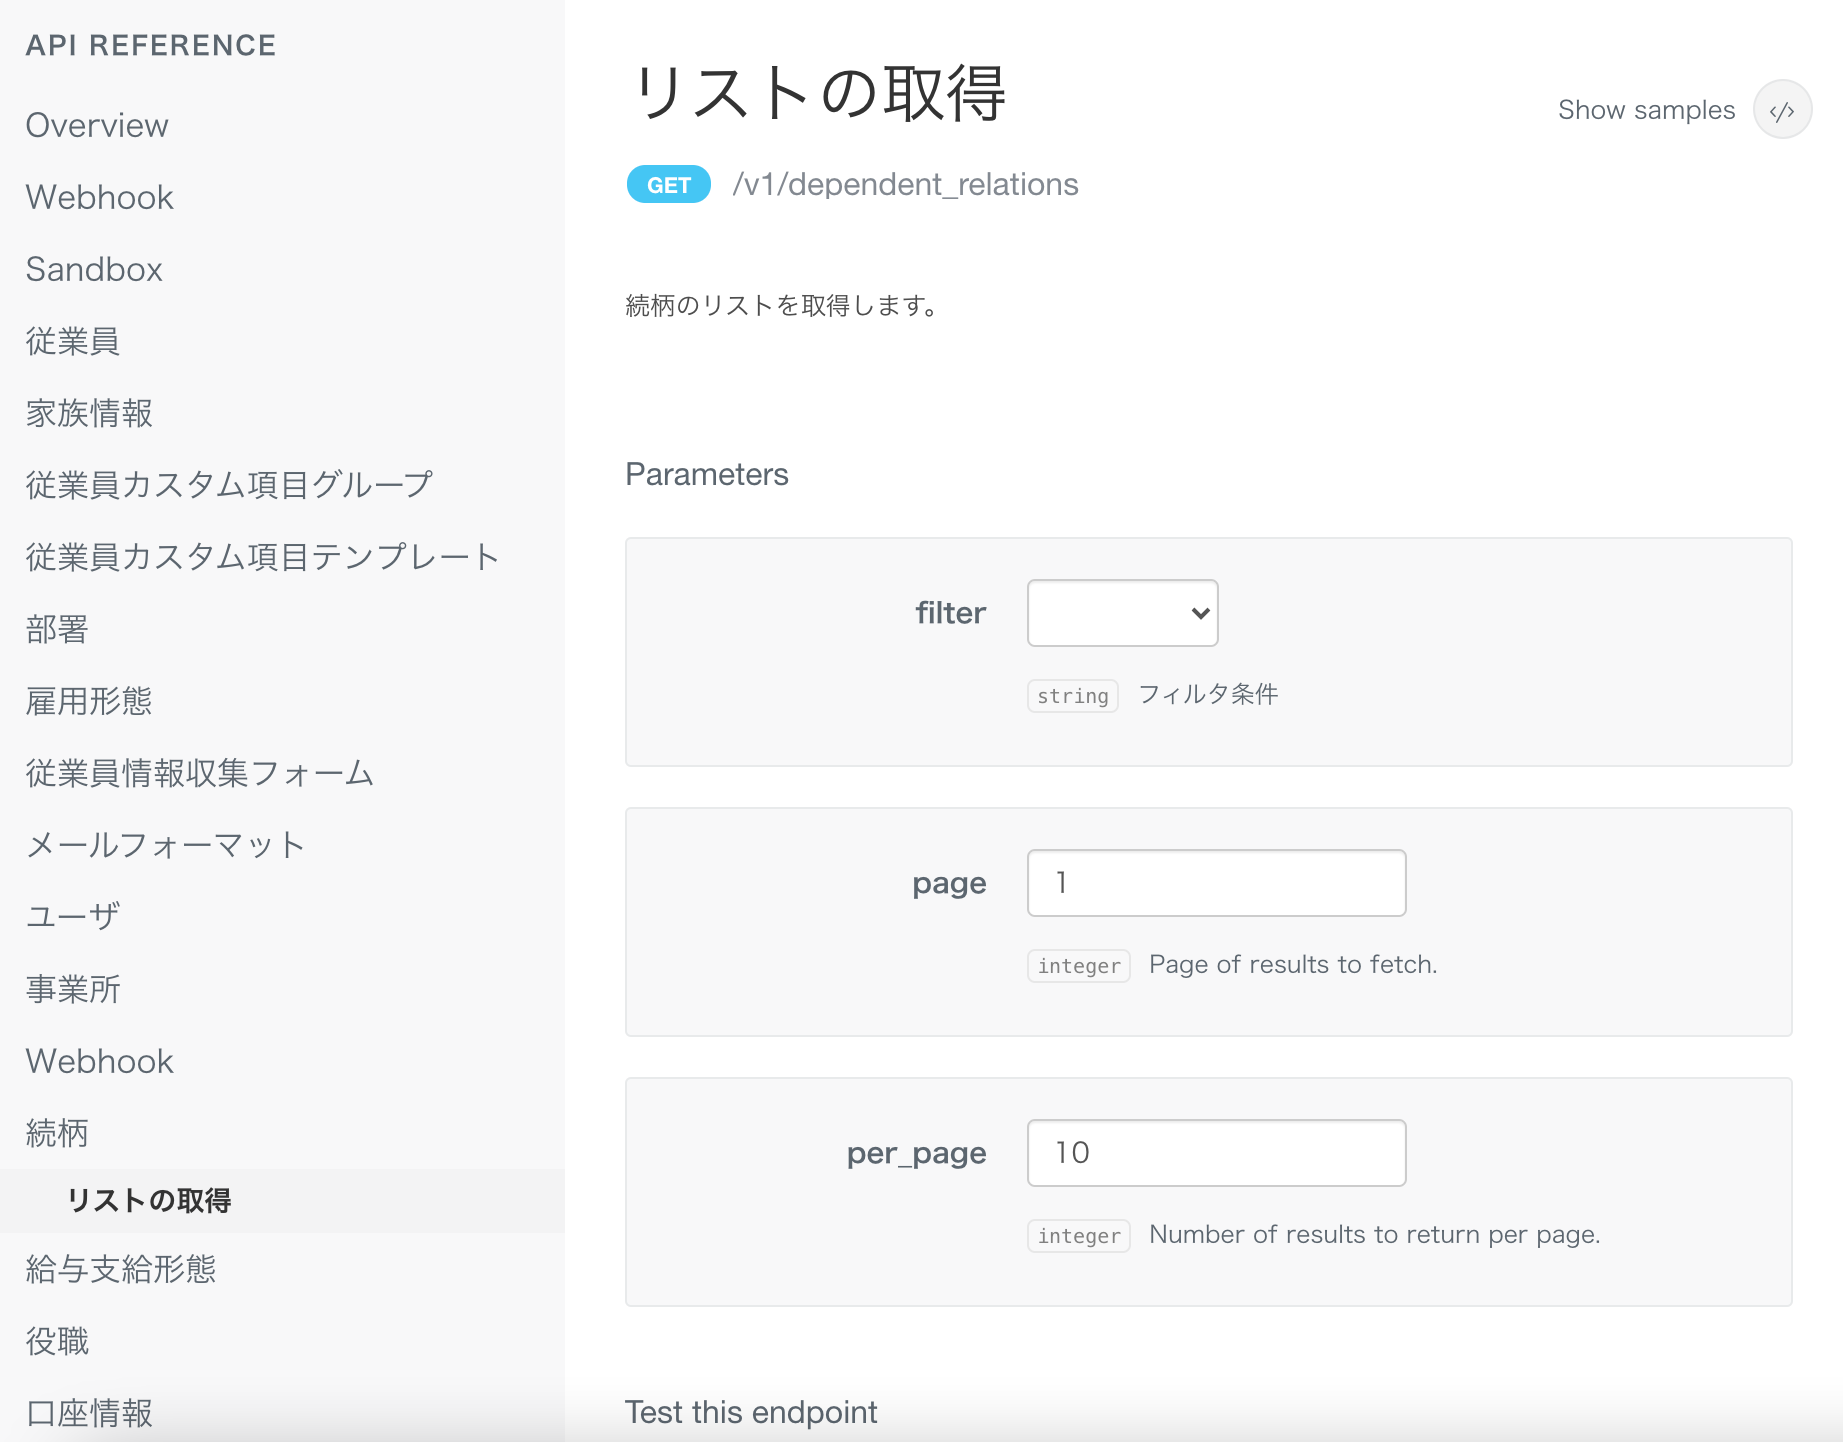 API REFERENCE
Overview
Webhook
Sandbox
従業員
家族情報
従業員カスタム項目グループ
従業員カスタム項目テンプレート
部署
雇用形態
従業員情報収集フォーム
メールフォーマット
ユーザ
事業所
Webhook
続柄
リストの取得
給与支給形態
役職
口座情報
リストの取得
Show samples </>
GET /v1/dependent_relations
続柄のリストを取得します。
Parameters
filter
string フィルタ条件
page 1
integer Page of results to fetch.
per_page 10
integer Number of results to return per page.
Test this endpoint